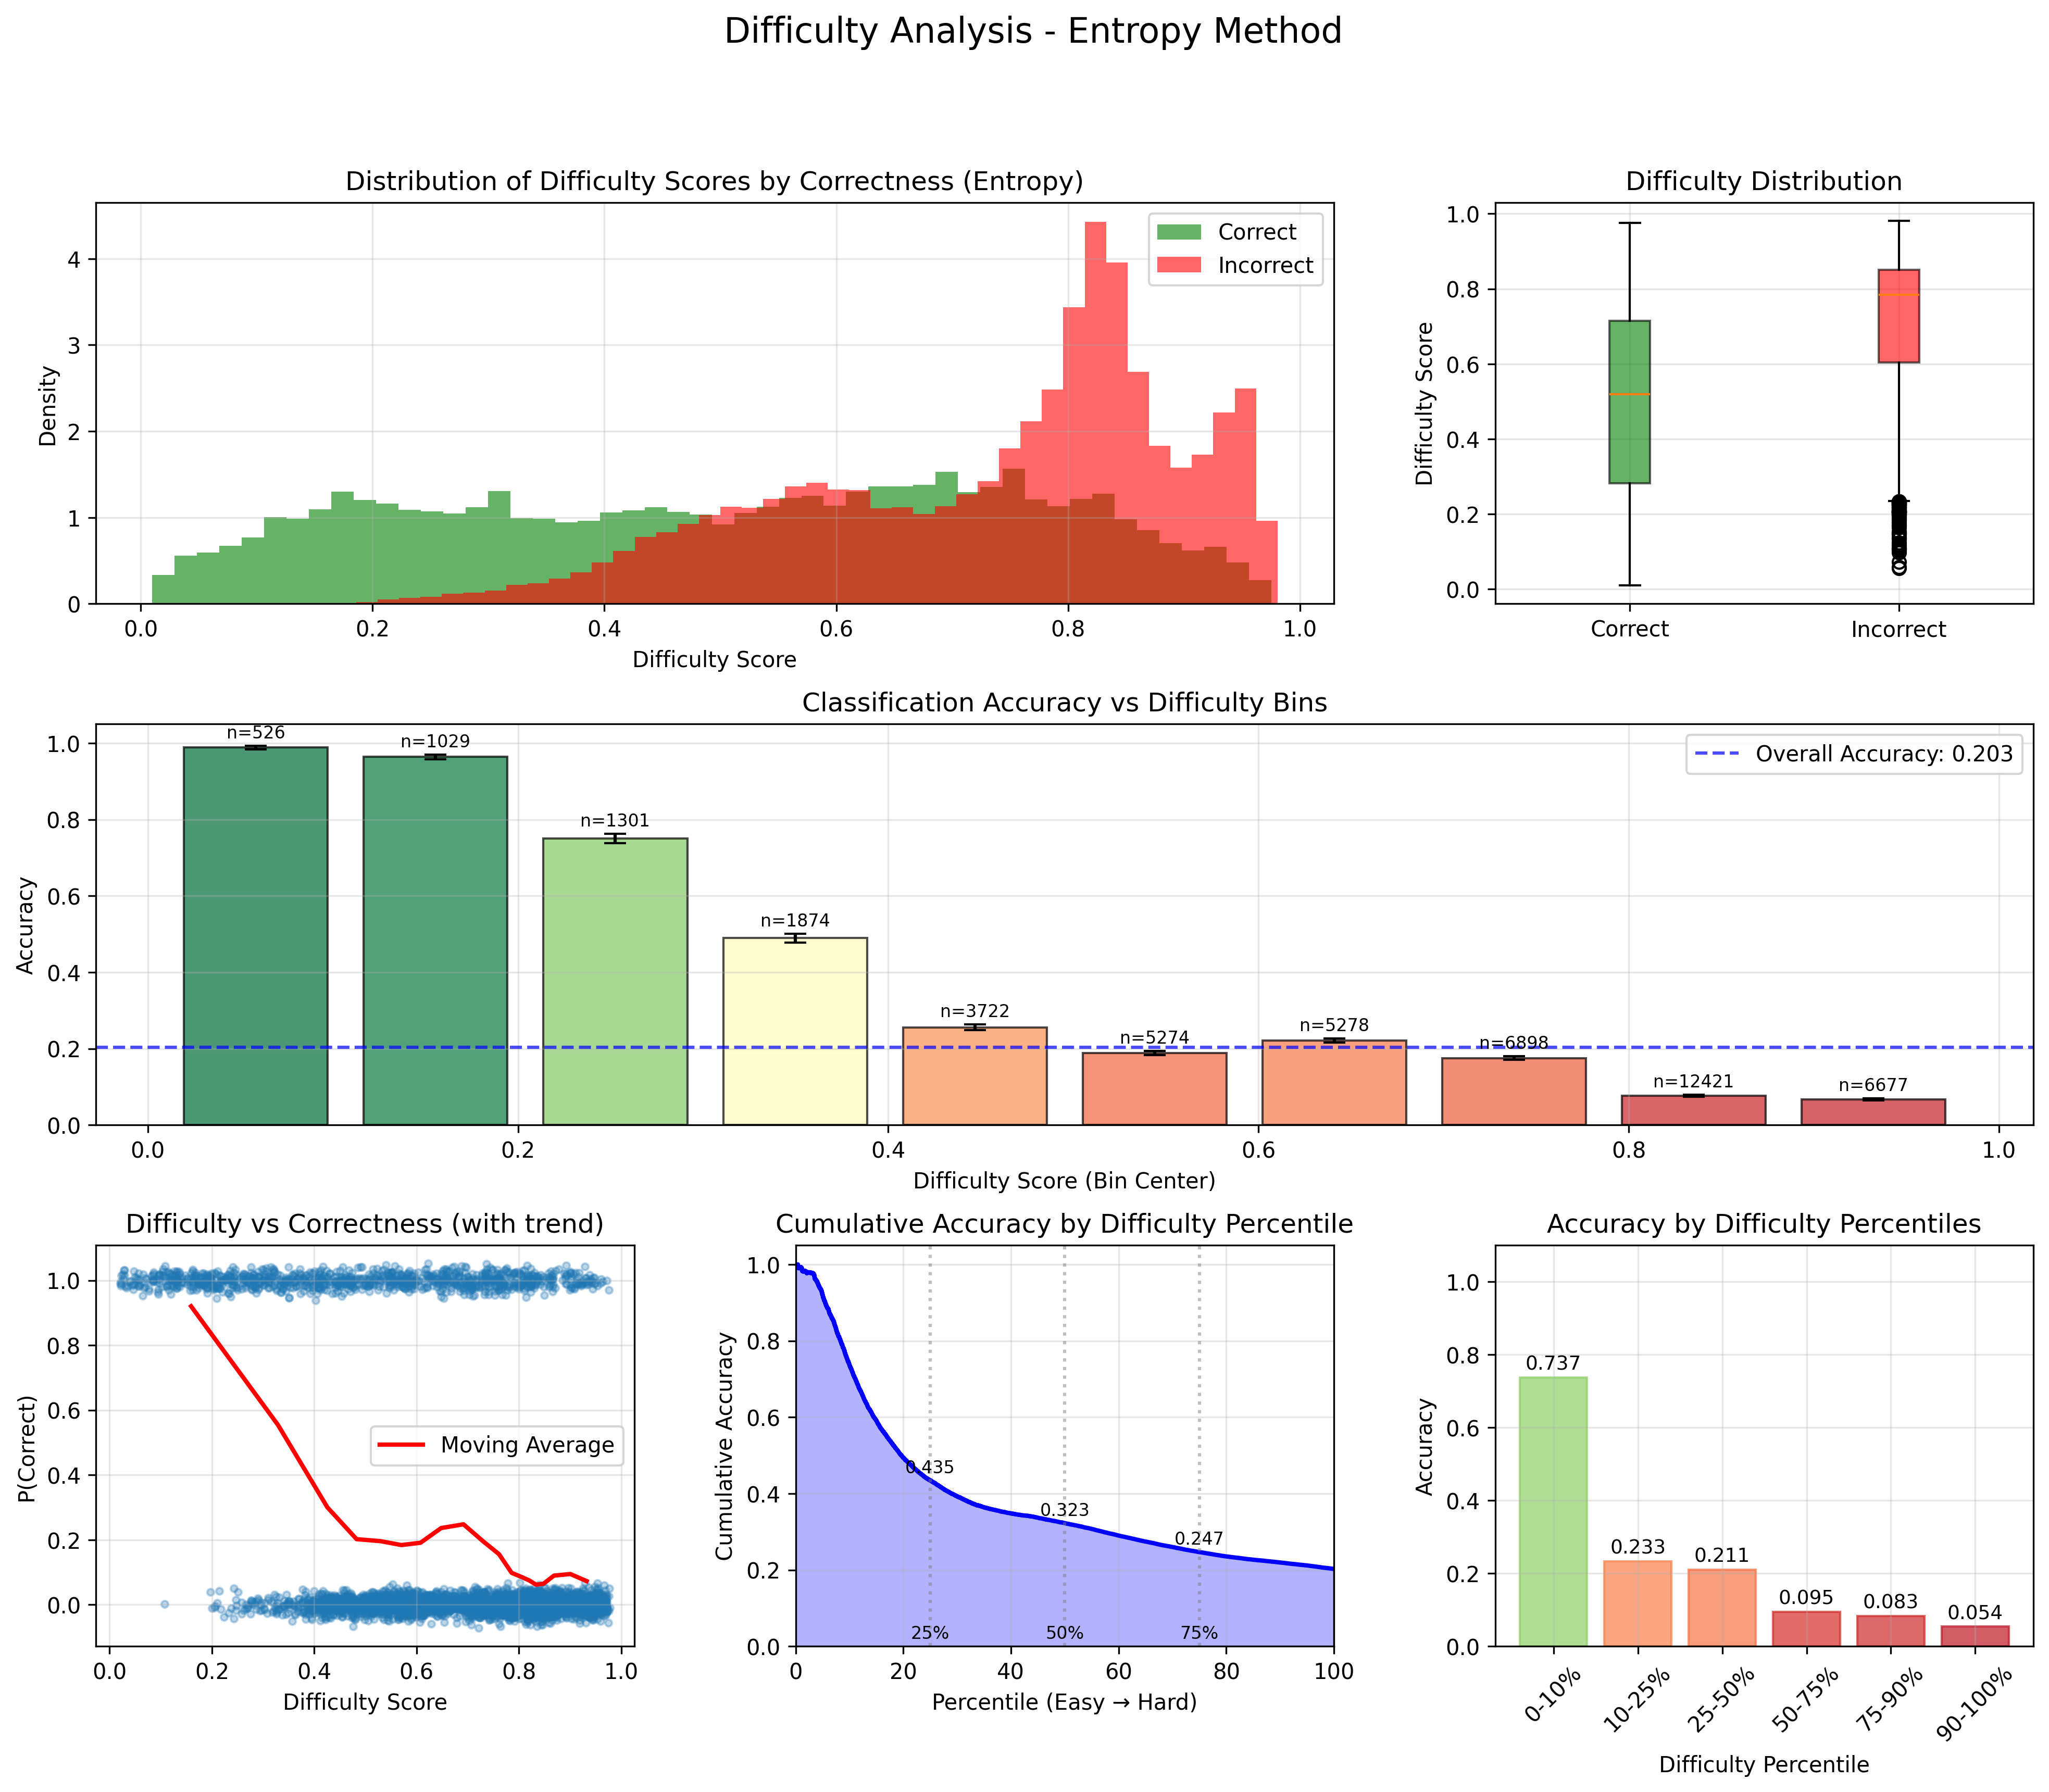 Difficulty Analysis - Entropy Method
Distribution of Difficulty Scores by Correctness (Entropy)
Density
4
3
2
1
0
0.0 0.2 0.4 0.6 0.8 1.0
Difficulty Score
Correct
Incorrect
Difficulty Distribution
Difficulty Score
1.0
0.8
0.6
0.4
0.2
0.0
Correct Incorrect
Classification Accuracy vs Difficulty Bins
Accuracy
1.0
0.8
0.6
0.4
0.2
0.0
n=526
n=1029
n=1301
n=1874
n=3722
n=5274
n=5278
n=6898
n=12421
n=6677
Overall Accuracy: 0.203
0.0 0.2 0.4 0.6 0.8 1.0
Difficulty Score (Bin Center)
Difficulty vs Correctness (with trend)
P(Correct)
1.0
0.8
0.6
0.4
0.2
0.0
Moving Average
0.0 0.2 0.4 0.6 0.8 1.0
Difficulty Score
Cumulative Accuracy by Difficulty Percentile
Cumulative Accuracy
1.0
0.8
0.6
0.4
0.2
0.0
0.435
0.323
0.247
25% 50% 75%
0 20 40 60 80 100
Percentile (Easy → Hard)
Accuracy by Difficulty Percentiles
Accuracy
1.0
0.8
0.6
0.4
0.2
0.0
0.737
0.233
0.211
0.095
0.083
0.054
0-10%
10-25%
25-50%
50-75%
75-90%
90-100%
Difficulty Percentile